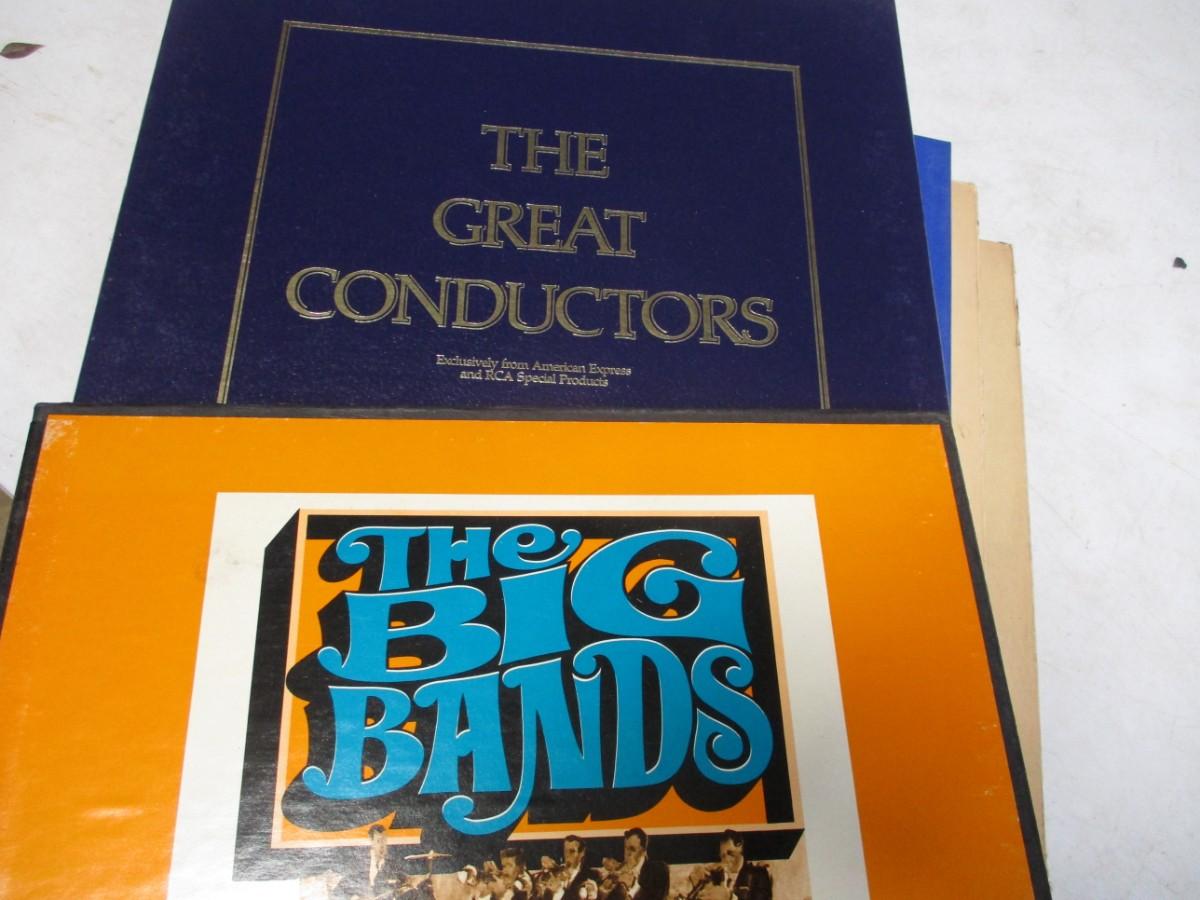 THE
GREAT
CONDUCTORS
Exclusively from American Express
and RCA Special Products
THE
BIG
BANDS